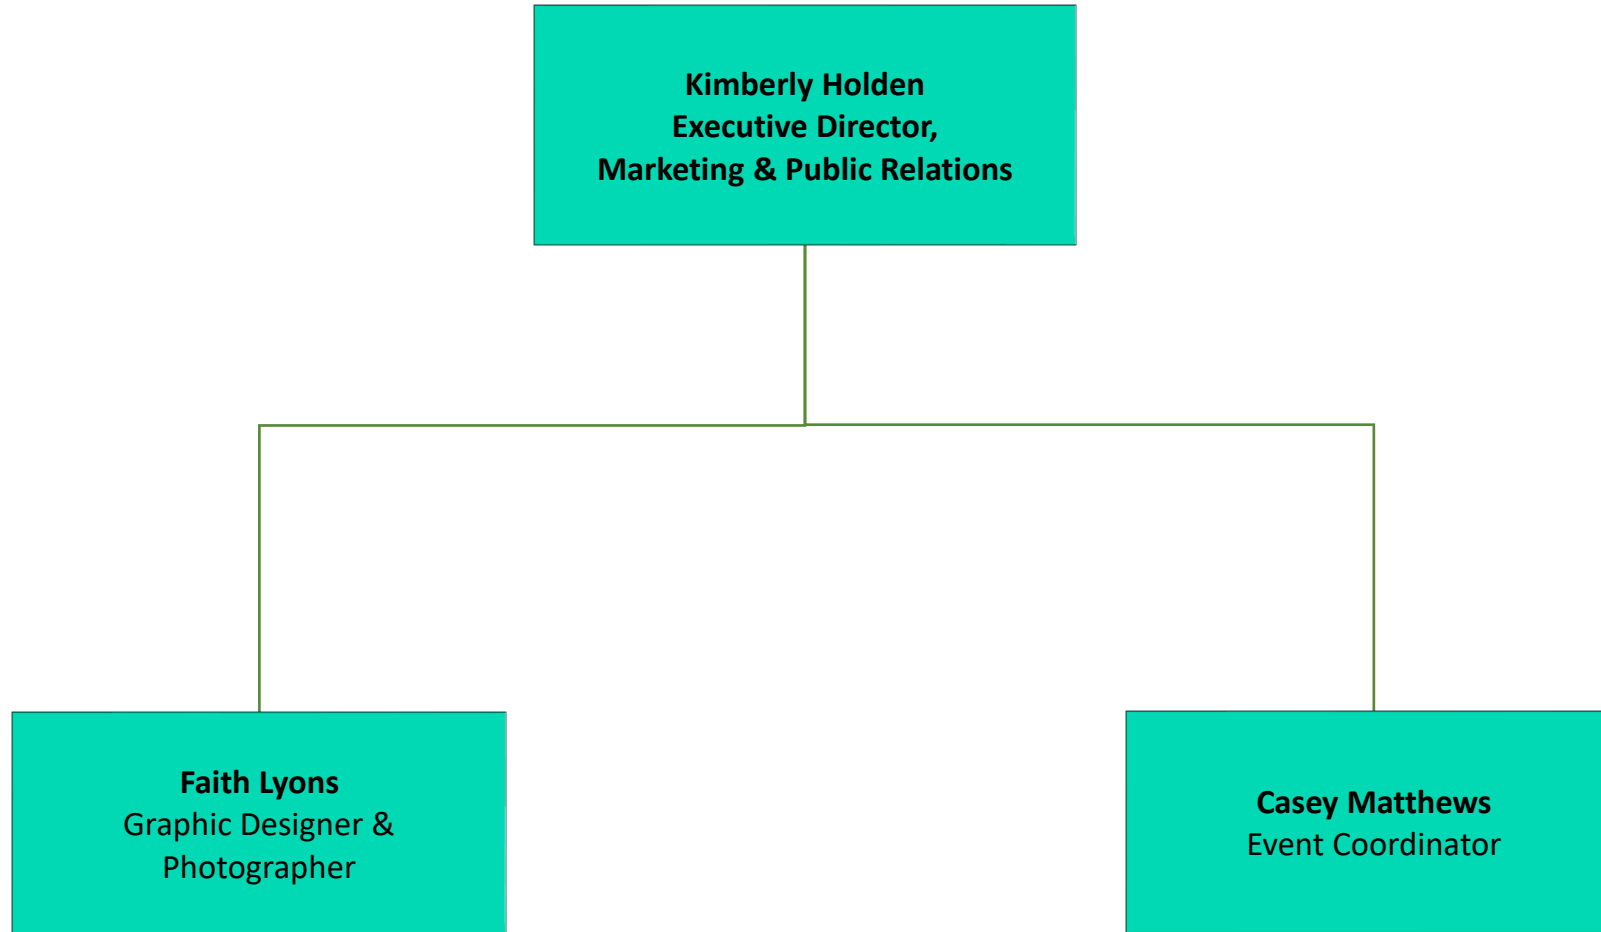 Kimberly Holden
Executive Director,
Marketing & Public Relations
Faith Lyons
Graphic Designer &
Photographer
Casey Matthews
Event Coordinator